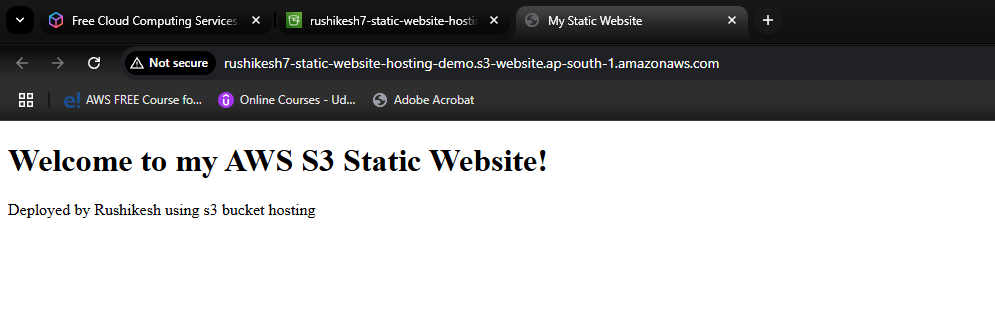 Free Cloud Computing Services
rushikesh7-static-website-hosti
My Static Website
Not secure
rushikesh7-static-website-hosting-demo.s3-website.ap-south-1.amazonaws.com
e! AWS FREE Course fo...
Online Courses - Ud...
Adobe Acrobat
Welcome to my AWS S3 Static Website!
Deployed by Rushikesh using s3 bucket hosting